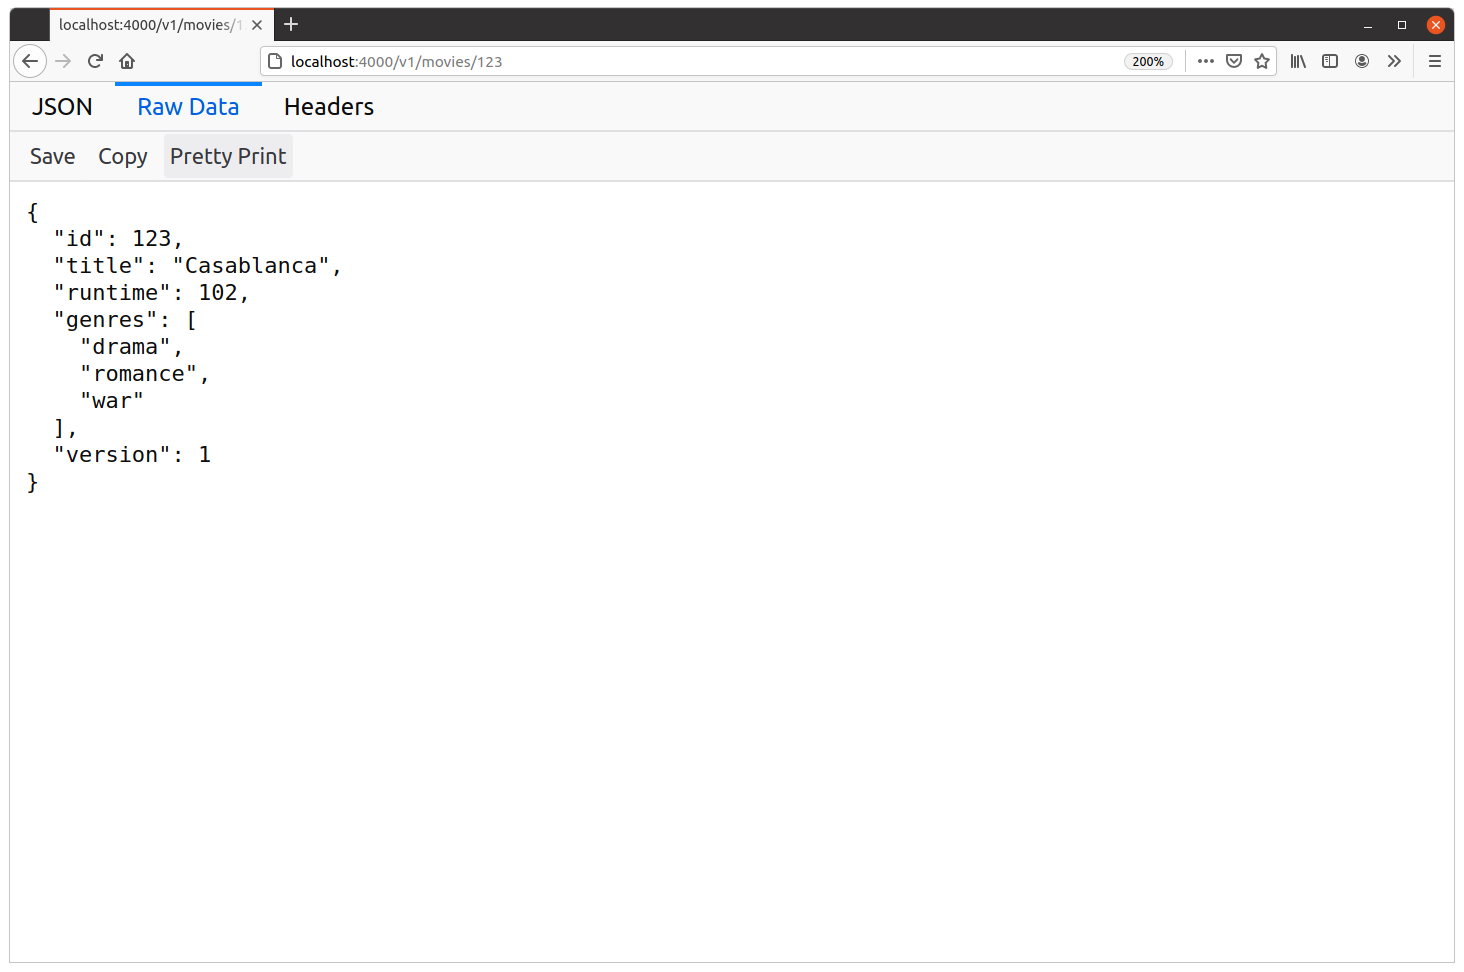 localhost:4000/v1/movies/1
localhost:4000/v1/movies/123
200%
JSON Raw Data Headers
Save Copy Pretty Print
{
  "id": 123,
  "title": "Casablanca",
  "runtime": 102,
  "genres": [
    "drama",
    "romance",
    "war"
  ],
  "version": 1
}